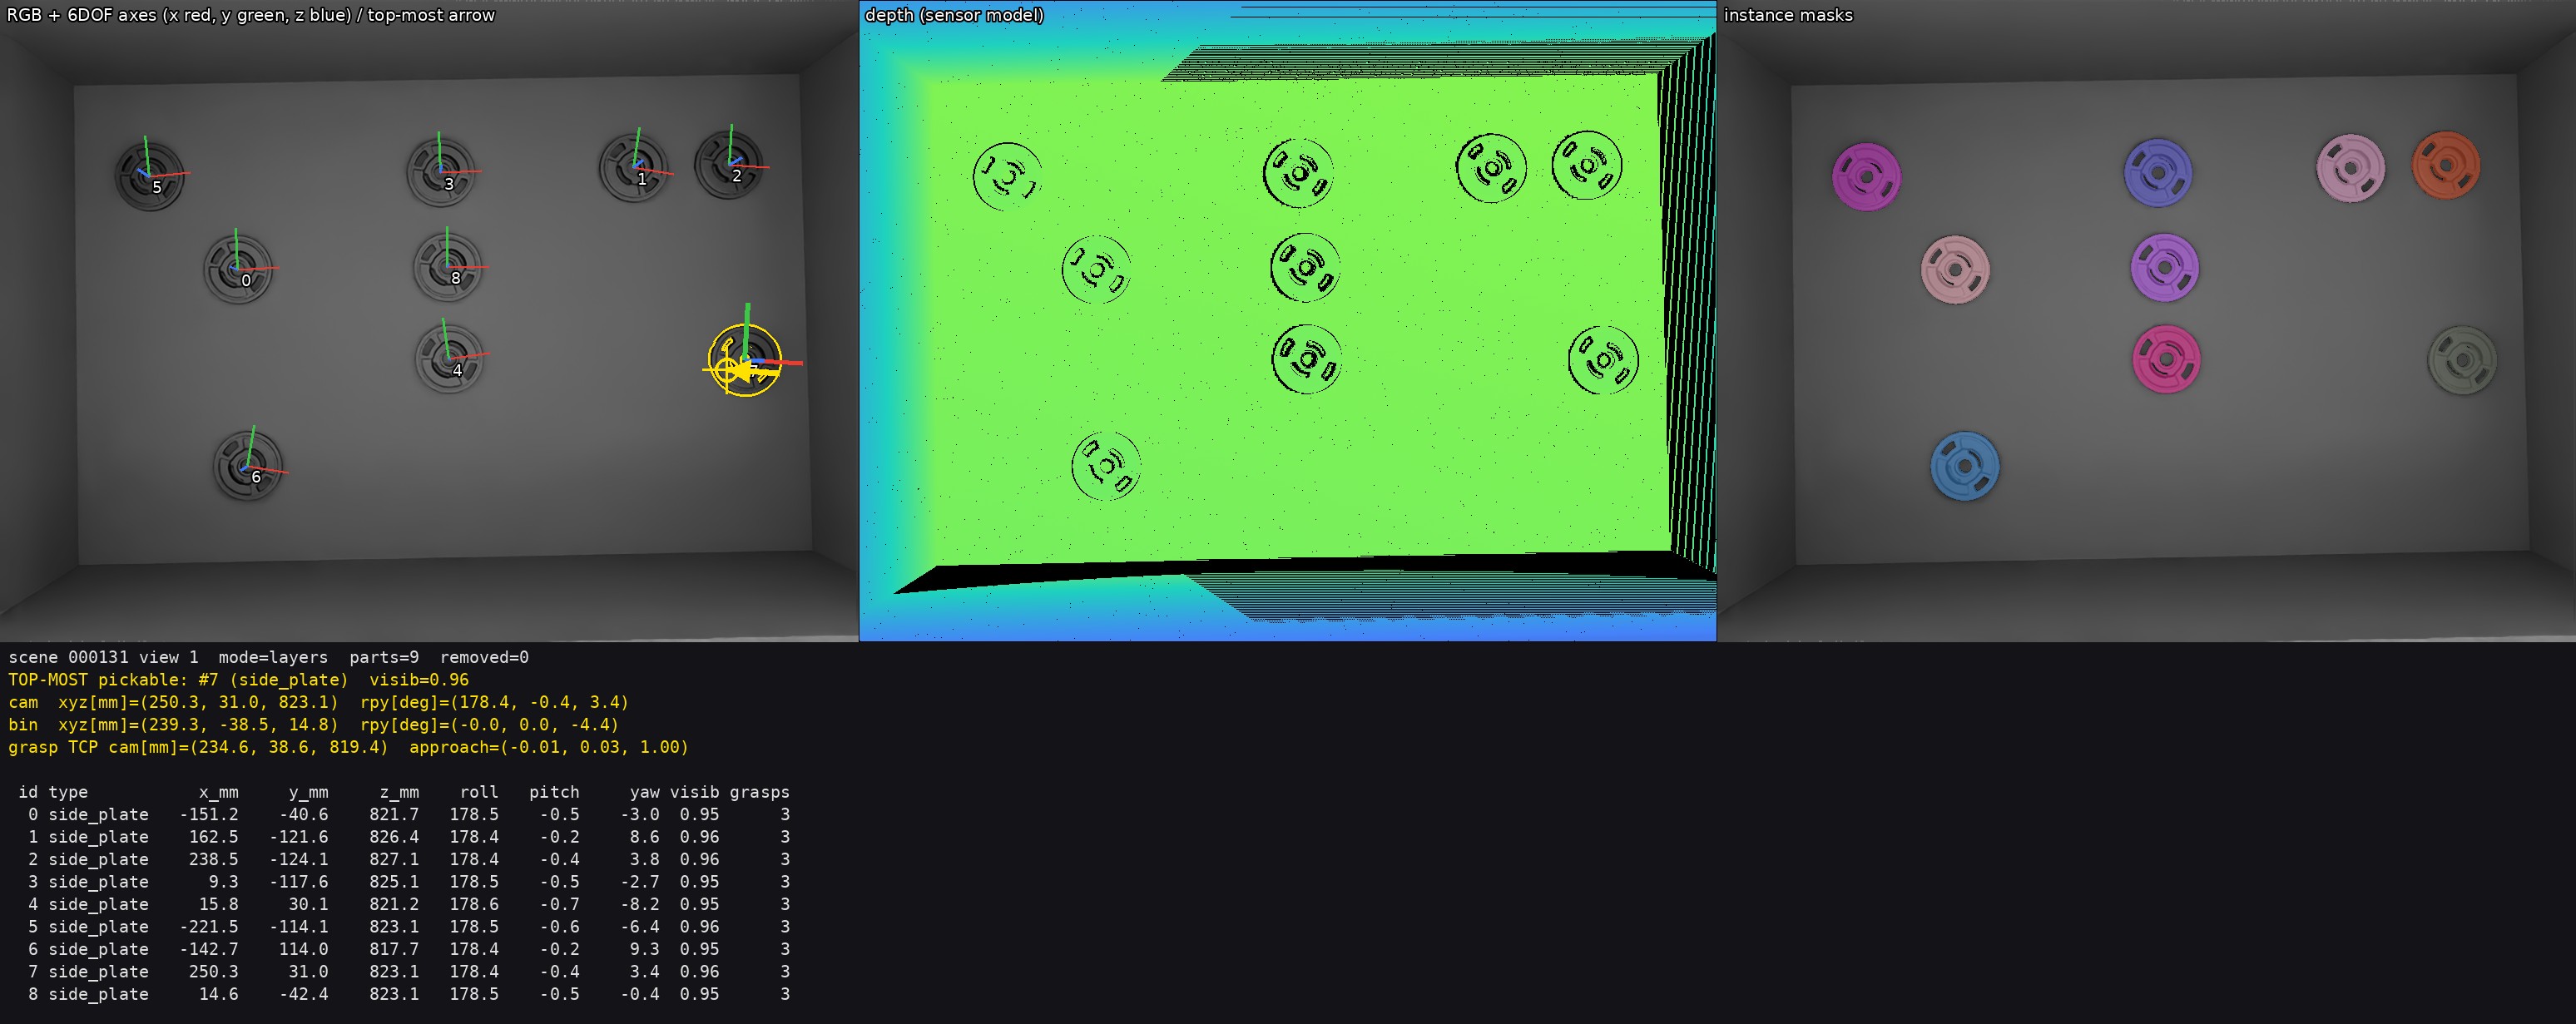 RGB + 6DOF axes (x red, y green, z blue) / top-most arrow
depth (sensor model)
instance masks
5
3
1
2
0
8
4
6
scene 000131 view 1  mode=layers  parts=9  removed=0
TOP-MOST pickable: #7 (side_plate)  visib=0.96
cam  xyz[mm]=(250.3, 31.0, 823.1)  rpy[deg]=(178.4, -0.4, 3.4)
bin  xyz[mm]=(239.3, -38.5, 14.8)  rpy[deg]=(-0.0, 0.0, -4.4)
grasp TCP cam[mm]=(234.6, 38.6, 819.4)  approach=(-0.01, 0.03, 1.00)
id type x_mm y_mm z_mm roll pitch yaw visib grasps
0 side_plate -151.2 -40.6 821.7 178.5 -0.5 -3.0 0.95 3
1 side_plate 162.5 -121.6 826.4 178.4 -0.2 8.6 0.96 3
2 side_plate 238.5 -124.1 827.1 178.4 -0.4 3.8 0.96 3
3 side_plate 9.3 -117.6 825.1 178.5 -0.5 -2.7 0.95 3
4 side_plate 15.8 30.1 821.2 178.6 -0.7 -8.2 0.95 3
5 side_plate -221.5 -114.1 823.1 178.5 -0.6 -6.4 0.96 3
6 side_plate -142.7 114.0 817.7 178.4 -0.2 9.3 0.95 3
7 side_plate 250.3 31.0 823.1 178.4 -0.4 3.4 0.96 3
8 side_plate 14.6 -42.4 823.1 178.5 -0.5 -0.4 0.95 3